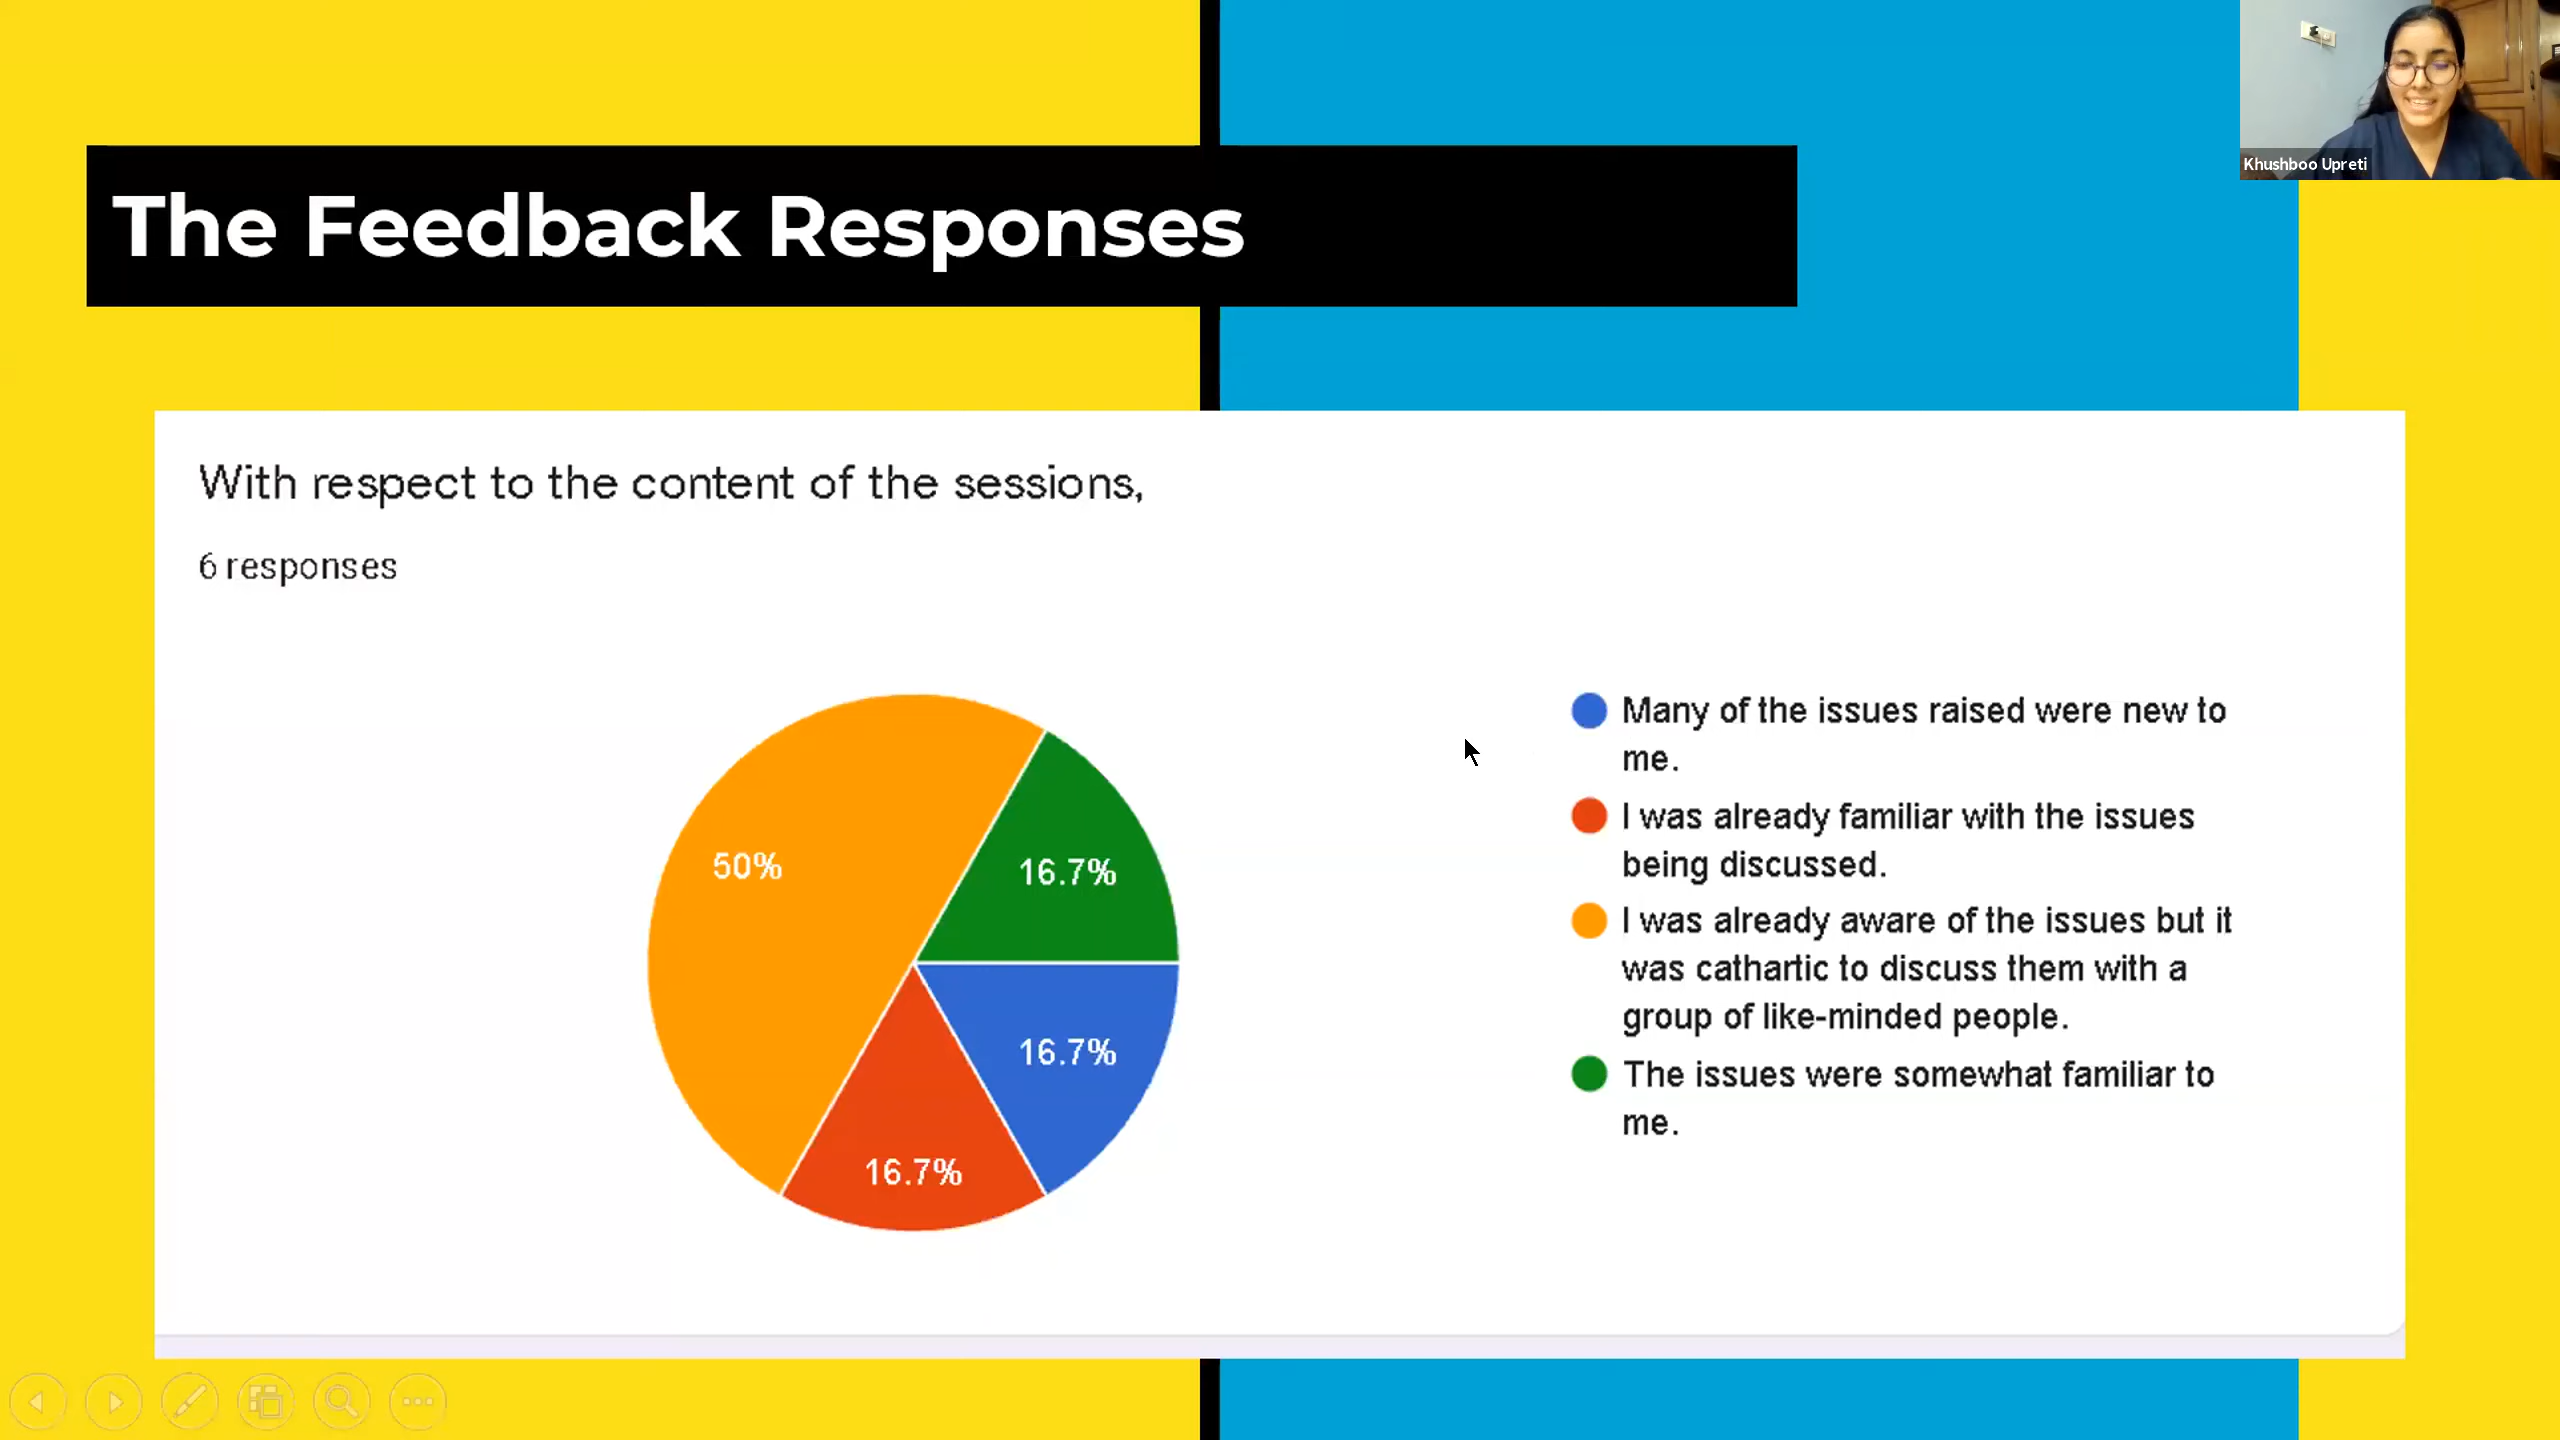 Khushboo Upreti
The Feedback Responses
With respect to the content of the sessions,
6 responses
50%
16.7%
16.7%
16.7%
Many of the issues raised were new to
me.
I was already familiar with the issues
being discussed.
I was already aware of the issues but it
was cathartic to discuss them with a
group of like-minded people.
The issues were somewhat familiar to
me.